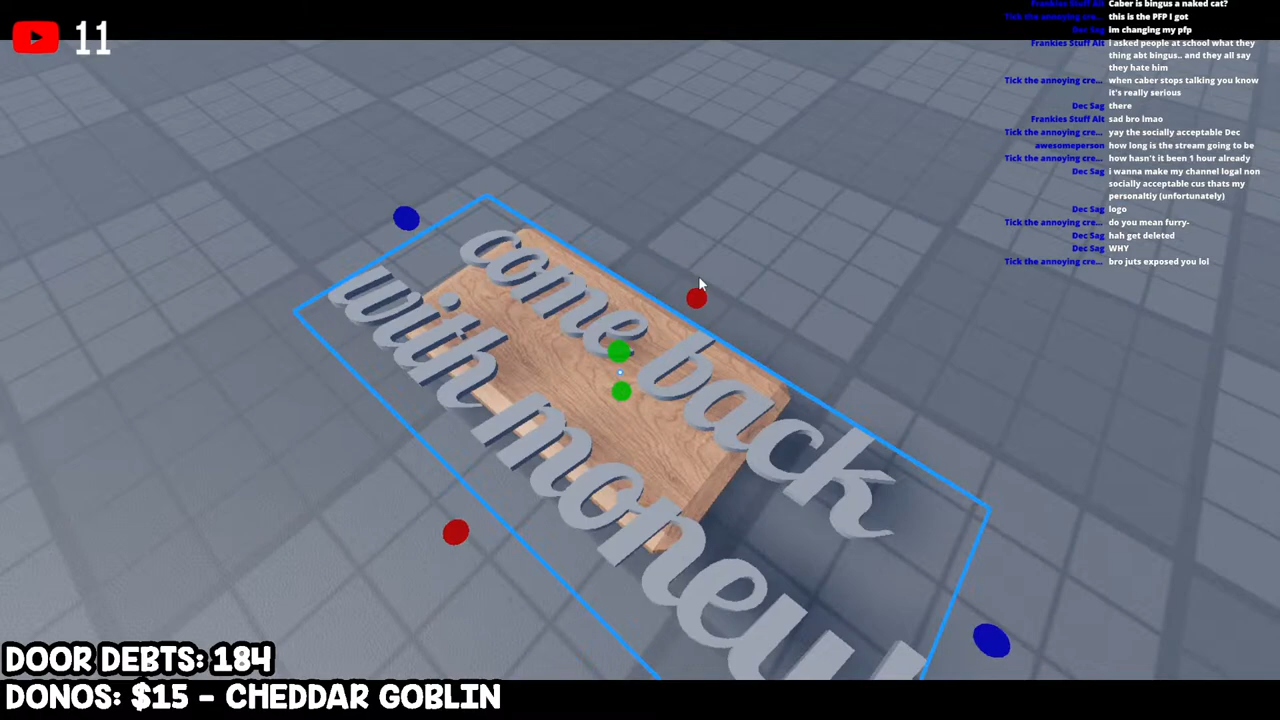 11
Frankies Stuff Alt Caber is bingus a naked cat?
Tick the annoying cre... this is the PFP I got
Dec Sag im changing my pfp
Frankies Stuff Alt i asked people at school what they
thing abt bingus.. and they all say
they hate him
Tick the annoying cre... when caber stops talking you know
it's really serious
Dec Sag there
Frankies Stuff Alt sad bro lmao
Tick the annoying cre... yay the socially acceptable Dec
awesomeperson how long is the stream going to be
Tick the annoying cre... how hasn't it been 1 hour already
Dec Sag i wanna make my channel logal non
socially acceptable cus thats my
personaltiy (unfortunately)
Dec Sag logo
Tick the annoying cre... do you mean furry-
Dec Sag hah get deleted
Dec Sag WHY
Tick the annoying cre... bro juts exposed you lol
come back
with money!
DOOR DEBTS: 184
DONOS: $15 - CHEDDAR GOBLIN